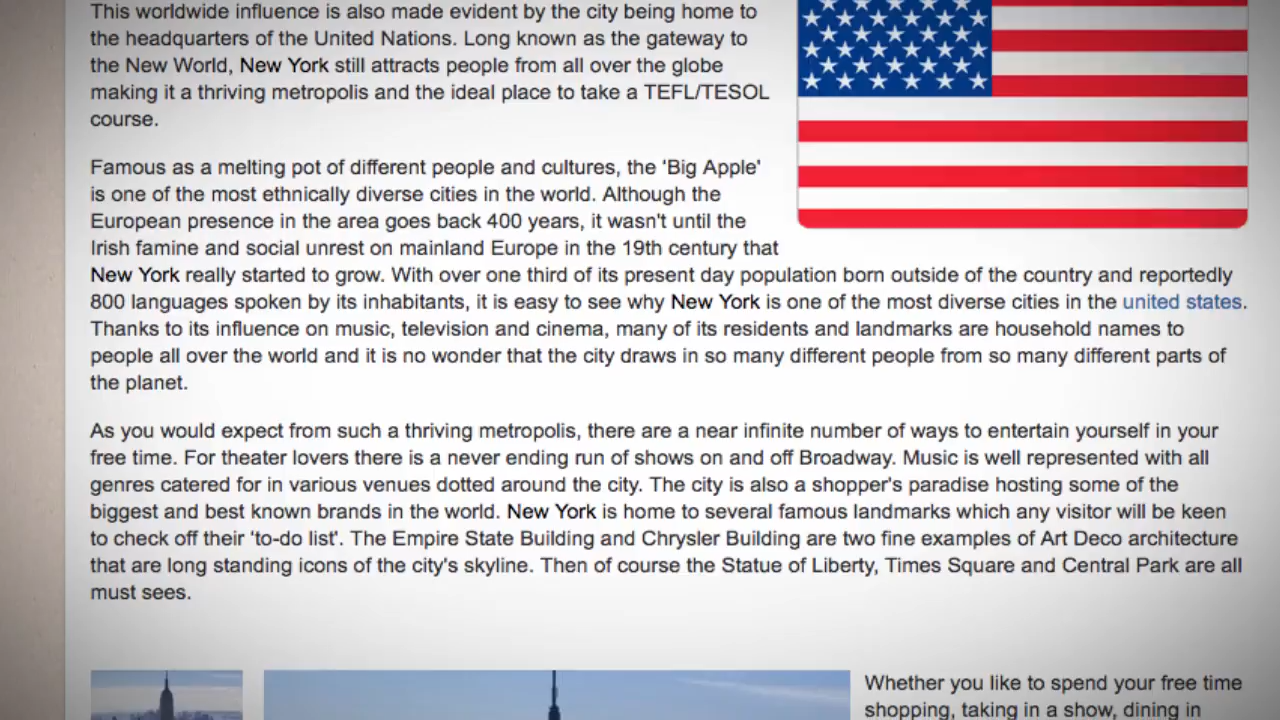 This worldwide influence is also made evident by the city being home to
the headquarters of the United Nations. Long known as the gateway to
the New World, New York still attracts people from all over the globe
making it a thriving metropolis and the ideal place to take a TEFL/TESOL
course.
Famous as a melting pot of different people and cultures, the 'Big Apple'
is one of the most ethnically diverse cities in the world. Although the
European presence in the area goes back 400 years, it wasn't until the
Irish famine and social unrest on mainland Europe in the 19th century that
New York really started to grow. With over one third of its present day population born outside of the country and reportedly
800 languages spoken by its inhabitants, it is easy to see why New York is one of the most diverse cities in the united states.
Thanks to its influence on music, television and cinema, many of its residents and landmarks are household names to
people all over the world and it is no wonder that the city draws in so many different people from so many different parts of
the planet.
As you would expect from such a thriving metropolis, there are a near infinite number of ways to entertain yourself in your
free time. For theater lovers there is a never ending run of shows on and off Broadway. Music is well represented with all
genres catered for in various venues dotted around the city. The city is also a shopper's paradise hosting some of the
biggest and best known brands in the world. New York is home to several famous landmarks which any visitor will be keen
to check off their 'to-do list'. The Empire State Building and Chrysler Building are two fine examples of Art Deco architecture
that are long standing icons of the city's skyline. Then of course the Statue of Liberty, Times Square and Central Park are all
must sees.
Whether you like to spend your free time
shopping, taking in a show, dining in